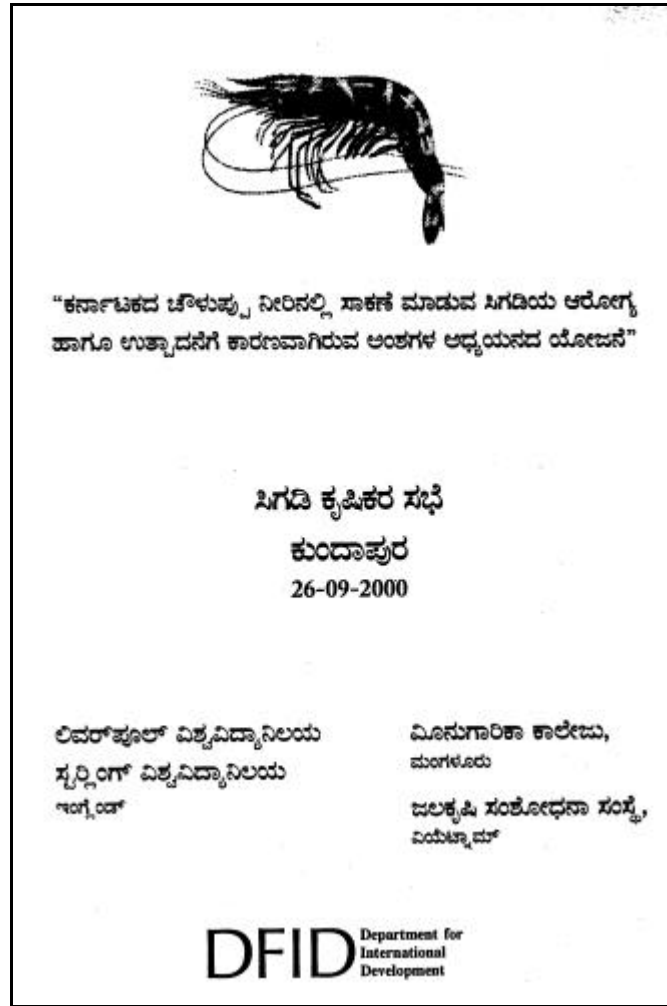 “ಕರ್ನಾಟಕದ ಚೌಳುಪ್ಪು ನೀರಿನಲ್ಲಿ ಸಾಕಣೆ ಮಾಡುವ ಸಿಗಡಿಯ ಆರೋಗ್ಯ
ಹಾಗೂ ಉತ್ಪಾದನೆಗೆ ಕಾರಣವಾಗಿರುವ ಅಂಶಗಳ ಅಧ್ಯಯನದ ಯೋಜನೆ”
ಸಿಗಡಿ ಕೃಷಿಕರ ಸಭೆ
ಕುಂದಾಪುರ
26-09-2000
ಲಿವರ್‌ಪೂಲ್ ವಿಶ್ವವಿದ್ಯಾನಿಲಯ
ಸ್ಟರ್ಲಿಂಗ್ ವಿಶ್ವವಿದ್ಯಾನಿಲಯ
ಇಂಗ್ಲೆಂಡ್
ಮೀನುಗಾರಿಕಾ ಕಾಲೇಜು,
ಮಂಗಳೂರು
ಜಲಕೃಷಿ ಸಂಶೋಧನಾ ಸಂಸ್ಥೆ,
ವಿಯೆಟ್ನಾಮ್
DFID Department for
International
Development